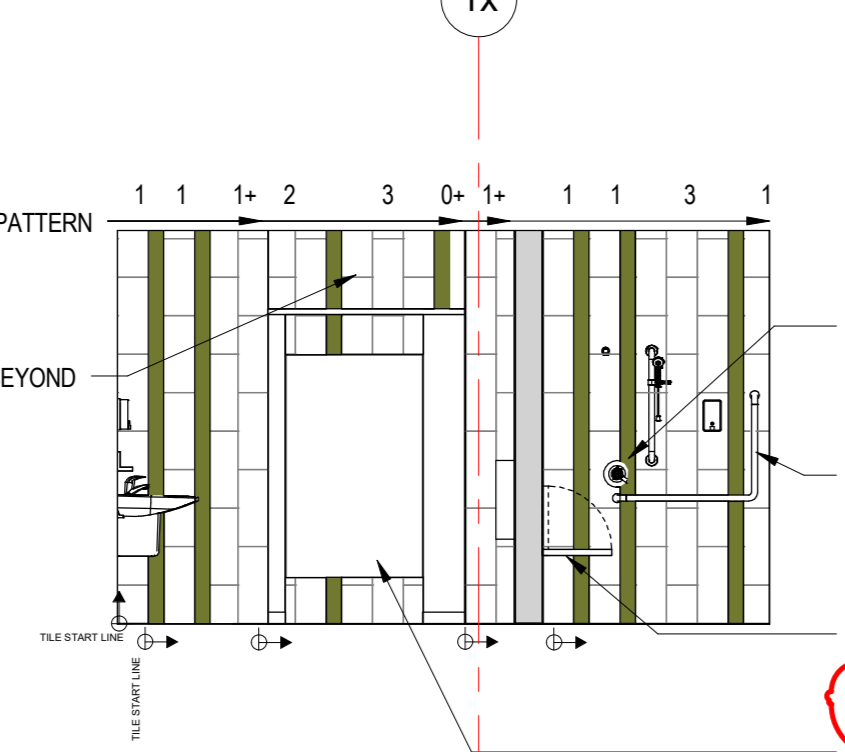 1X
1 1 1+ 2 3 0+ 1+ 1 1 3 1
PATTERN
EYOND
TILE START LINE
TILE START LINE